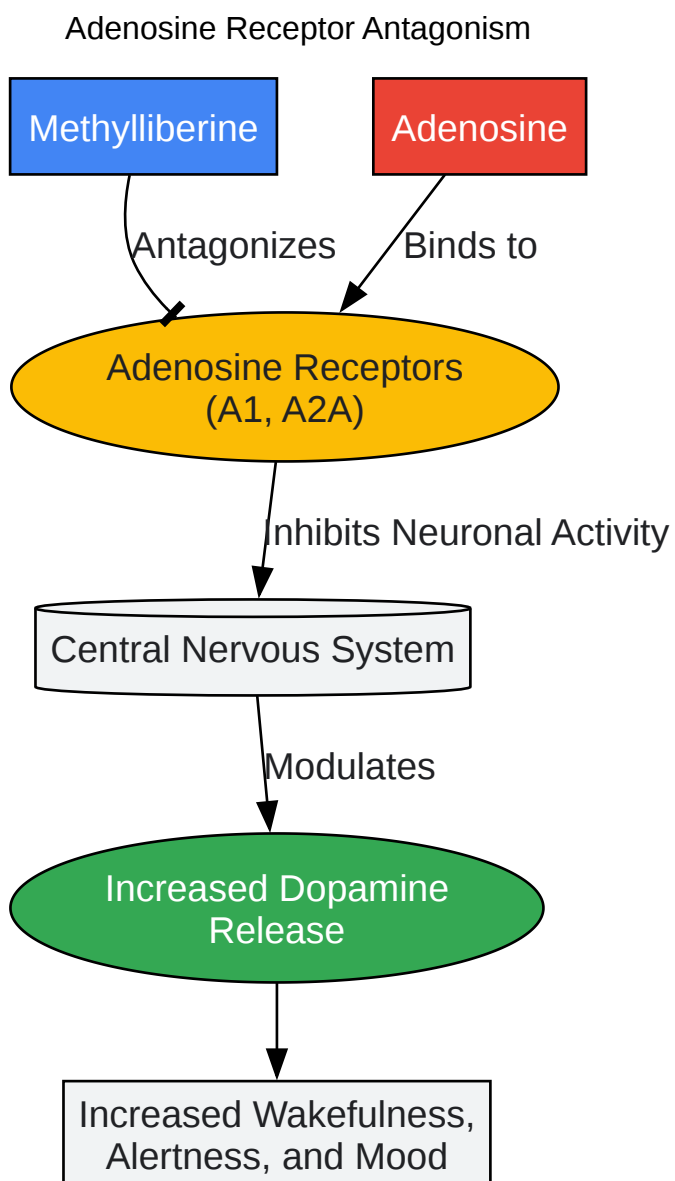 Adenosine Receptor Antagonism
Methylliberine
Adenosine
Antagonizes
Binds to
Adenosine Receptors
(A1, A2A)
Inhibits Neuronal Activity
Central Nervous System
Modulates
Increased Dopamine
Release
Increased Wakefulness,
Alertness, and Mood